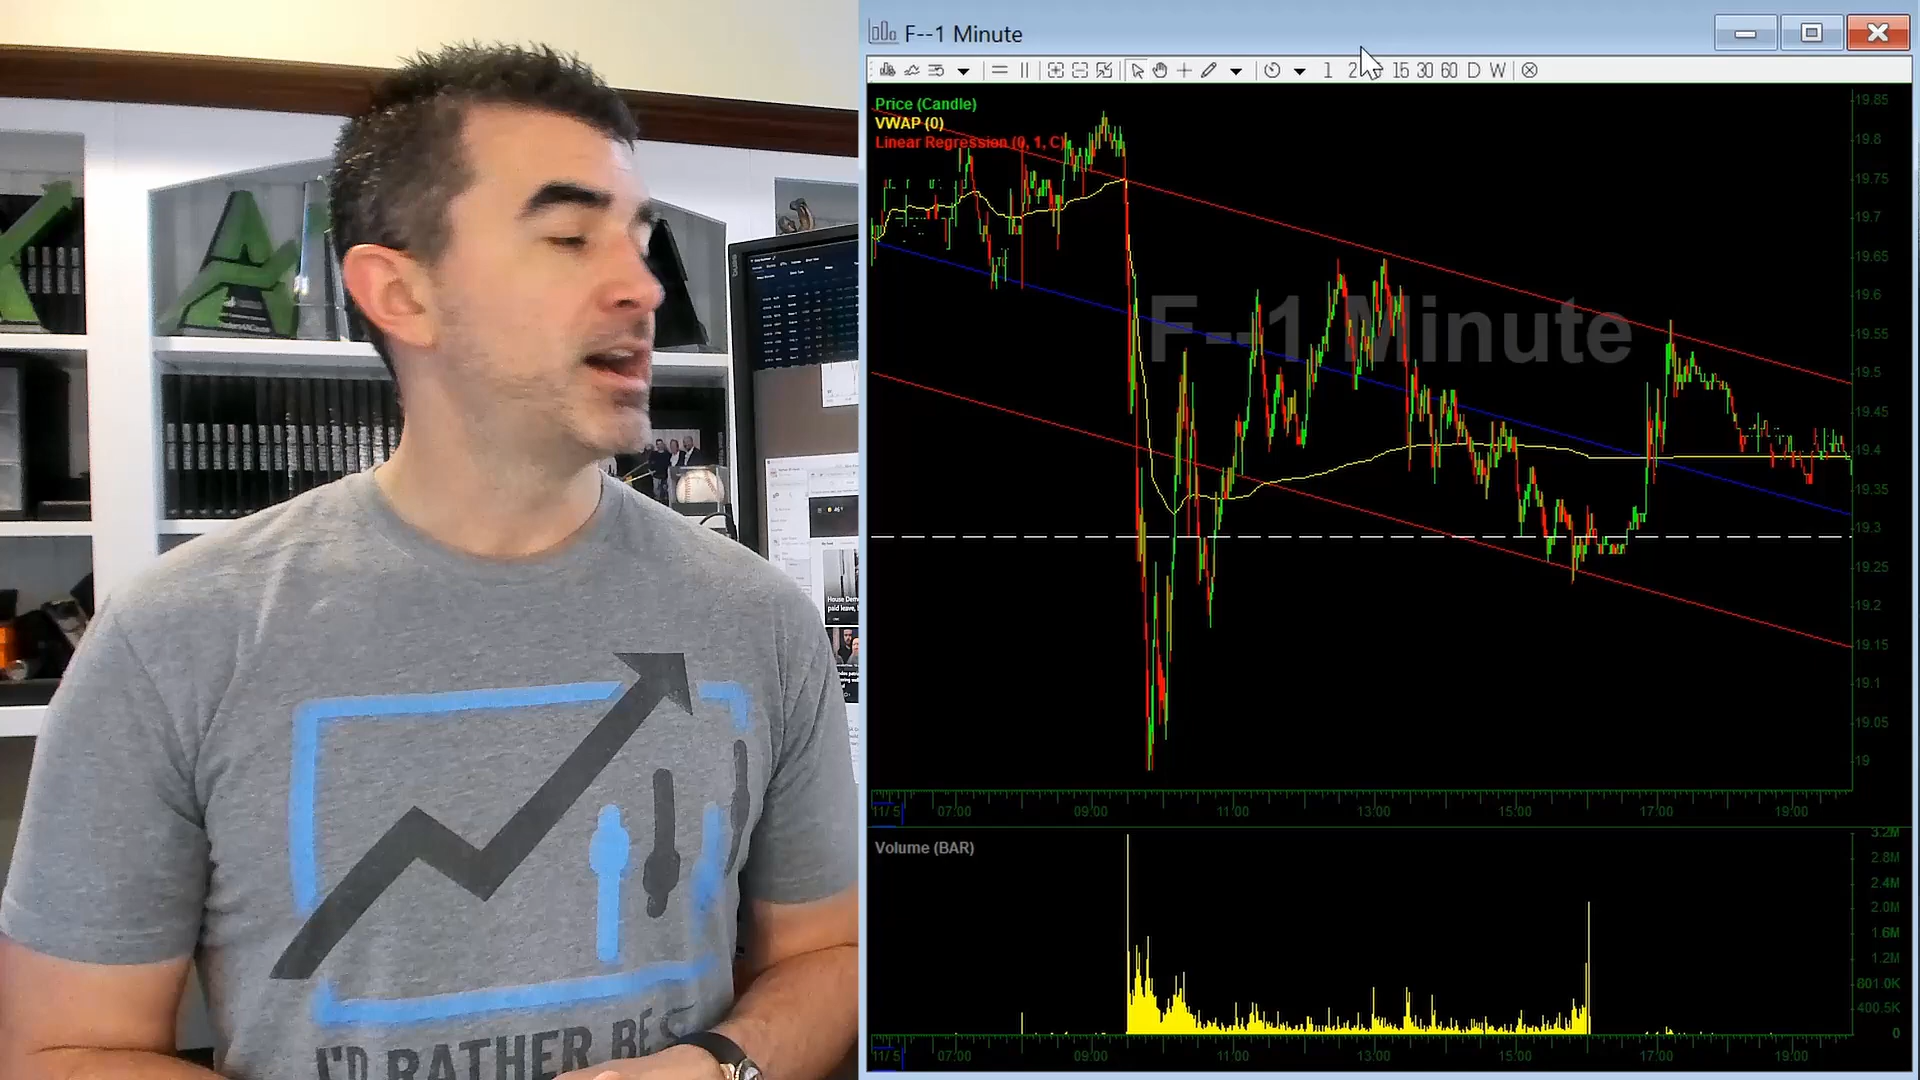 F--1 Minute
1 2 15 30 60 D W
Price (Candle)
VWAP (0)
Linear Regression (0, 1, C)
F--1 Minute
19.85
19.8
19.75
19.7
19.65
19.6
19.55
19.5
19.45
19.4
19.35
19.3
19.25
19.2
19.15
19.1
19.05
19
11/5 07:00 09:00 11:00 13:00 15:00 17:00 19:00
Volume (BAR)
3.2M
2.8M
2.4M
2.0M
1.6M
1.2M
801.0K
400.5K
0
11/5 07:00 09:00 11:00 13:00 15:00 17:00 19:00
I'D RATHER BE S
House Dem
paid leave,